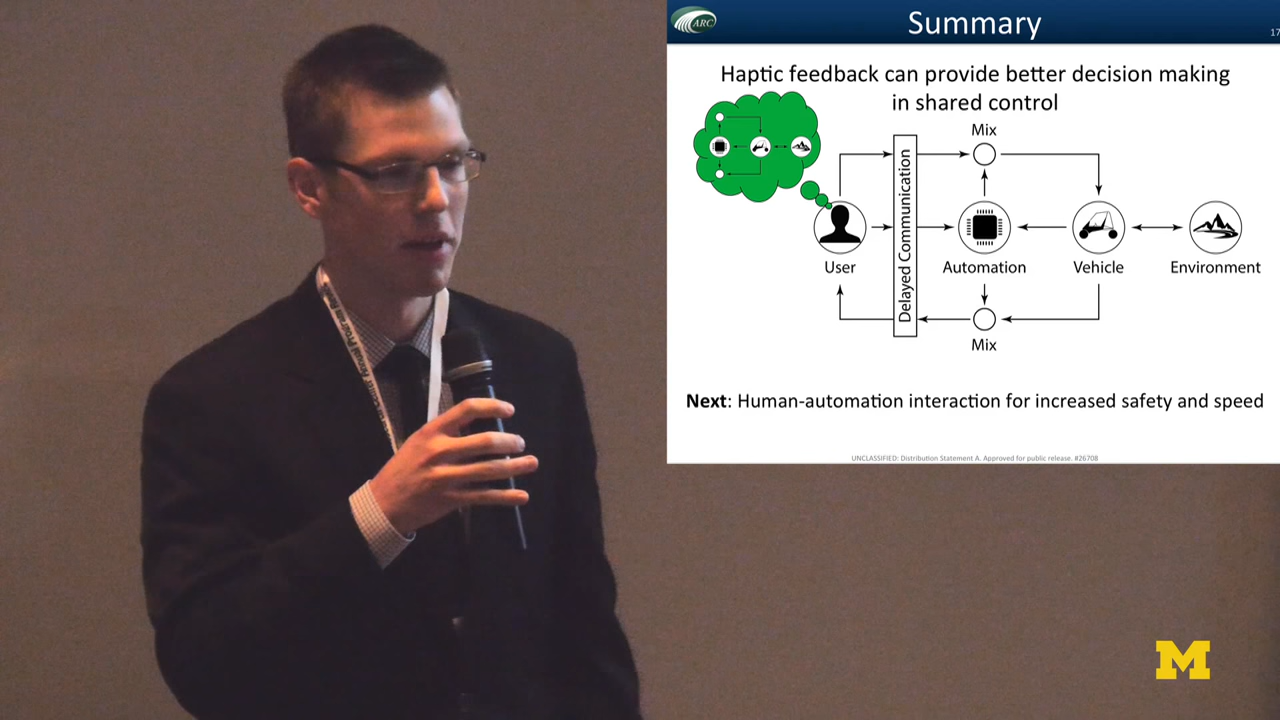 ARC
Summary
17
Haptic feedback can provide better decision making
in shared control
Mix
Delayed Communication
User
Automation
Vehicle
Environment
Mix
Next: Human-automation interaction for increased safety and speed
UNCLASSIFIED: Distribution Statement A. Approved for public release. #26708
Annual Program
M